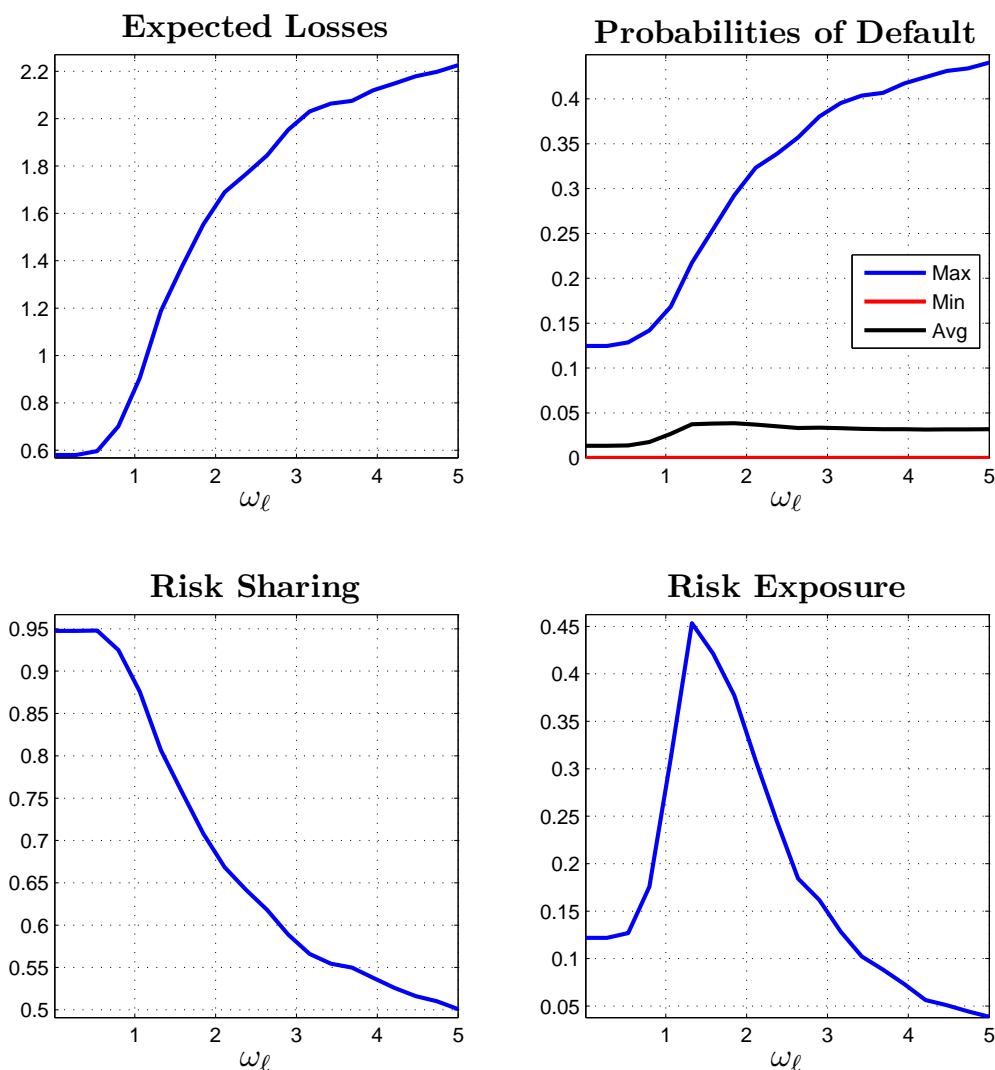 Expected Losses
2.2
2
1.8
1.6
1.4
1.2
1
0.8
0.6
1 2 3 4 5
ω_ℓ
Probabilities of Default
0.4
0.35
0.3
0.25
0.2
0.15
0.1
0.05
0
Max
Min
Avg
1 2 3 4 5
ω_ℓ
Risk Sharing
0.95
0.9
0.85
0.8
0.75
0.7
0.65
0.6
0.55
0.5
1 2 3 4 5
ω_ℓ
Risk Exposure
0.45
0.4
0.35
0.3
0.25
0.2
0.15
0.1
0.05
1 2 3 4 5
ω_ℓ